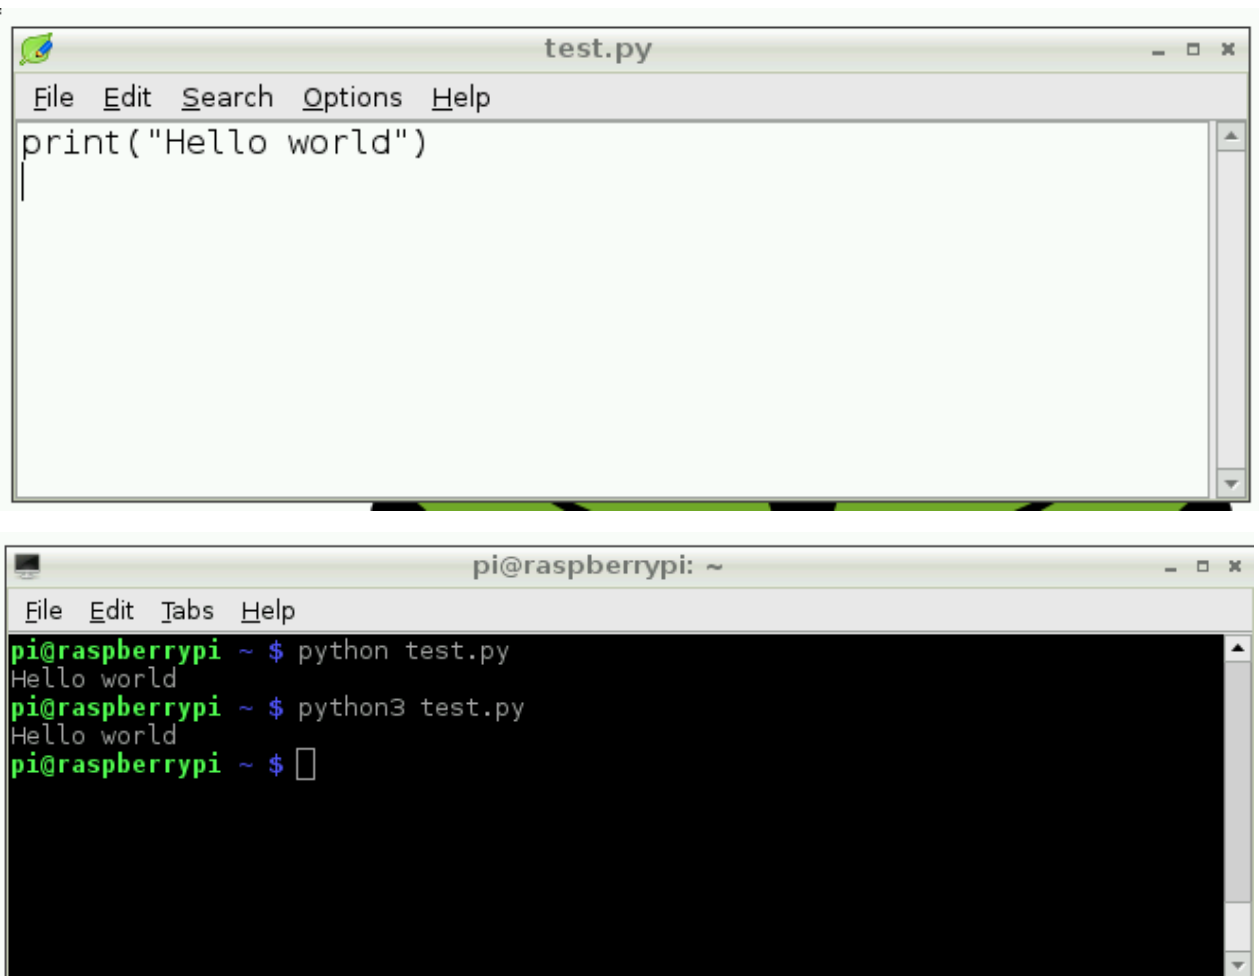 test.py
File Edit Search Options Help
print("Hello world")
pi@raspberrypi: ~
File Edit Tabs Help
pi@raspberrypi ~ $ python test.py
Hello world
pi@raspberrypi ~ $ python3 test.py
Hello world
pi@raspberrypi ~ $